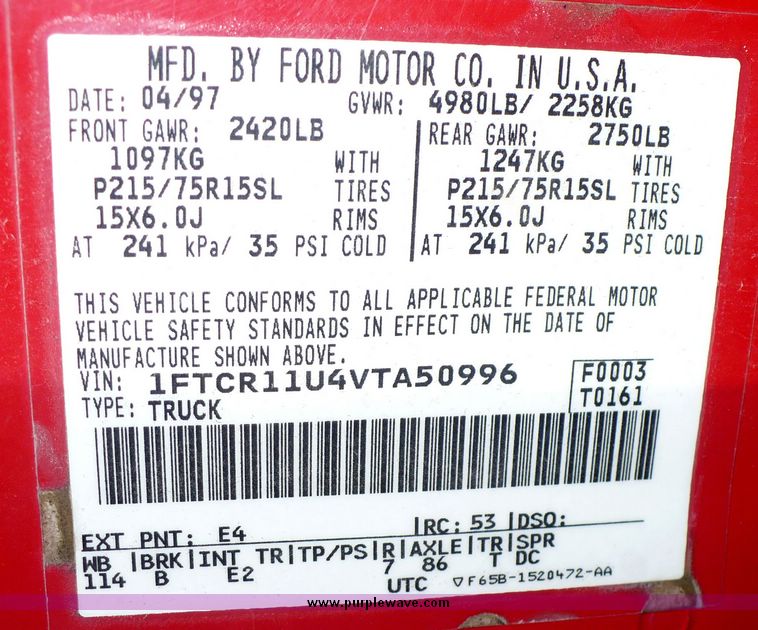 MFD. BY FORD MOTOR CO. IN U.S.A.
DATE: 04/97 GVWR: 4980LB/ 2258KG
FRONT GAWR: 2420LB REAR GAWR: 2750LB
1097KG WITH 1247KG WITH
P215/75R15SL TIRES P215/75R15SL TIRES
15X6.0J RIMS 15X6.0J RIMS
AT 241 kPa/ 35 PSI COLD AT 241 kPa/ 35 PSI COLD
THIS VEHICLE CONFORMS TO ALL APPLICABLE FEDERAL MOTOR
VEHICLE SAFETY STANDARDS IN EFFECT ON THE DATE OF
MANUFACTURE SHOWN ABOVE.
VIN: 1FTCR11U4VTA50996 F0003
TYPE: TRUCK T0161
EXT PNT: E4 RC: 53 DSO:
WB BRK INT TR TP/PS R AXLE TR SPR
114 B E2 7 86 T DC
UTC F65B-1520472-AA
www.purplewave.com